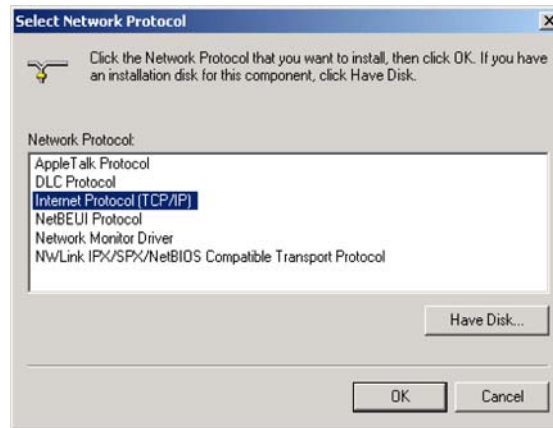 Select Network Protocol
Click the Network Protocol that you want to install, then click OK. If you have
an installation disk for this component, click Have Disk.
Network Protocol:
AppleTalk Protocol
DLC Protocol
Internet Protocol (TCP/IP)
NetBEUI Protocol
Network Monitor Driver
NWLink IPX/SPX/NetBIOS Compatible Transport Protocol
Have Disk...
OK
Cancel